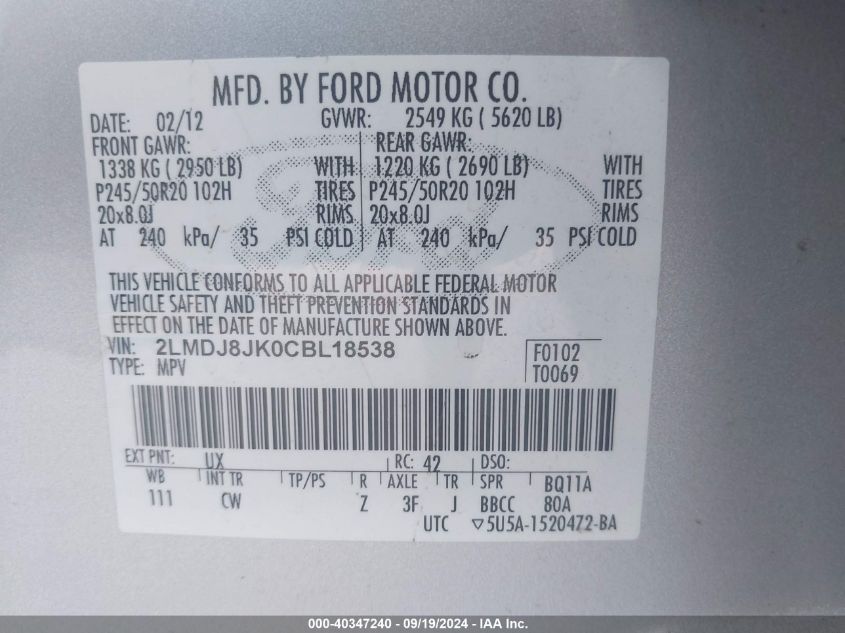 MFD. BY FORD MOTOR CO.
DATE: 02/12 GVWR: 2549 KG ( 5620 LB)
FRONT GAWR: REAR GAWR:
1338 KG ( 2950 LB) WITH 1220 KG ( 2690 LB) WITH
P245/50R20 102H TIRES P245/50R20 102H TIRES
20x8.0J RIMS 20x8.0J RIMS
AT 240 kPa/ 35 PSI COLD AT 240 kPa/ 35 PSI COLD
Ford
THIS VEHICLE CONFORMS TO ALL APPLICABLE FEDERAL MOTOR
VEHICLE SAFETY AND THEFT PREVENTION STANDARDS IN
EFFECT ON THE DATE OF MANUFACTURE SHOWN ABOVE.
VIN: 2LMDJ8JK0CBL18538 F0102
TYPE: MPV T0069
EXT PNT: UX RC: 42 DSO:
WB INT TR TP/PS R AXLE TR SPR BQ11A
111 CW Z 3F J BBCC 80A
UTC ▽5U5A-1520472-BA
000-40347240 - 09/19/2024 - IAA Inc.